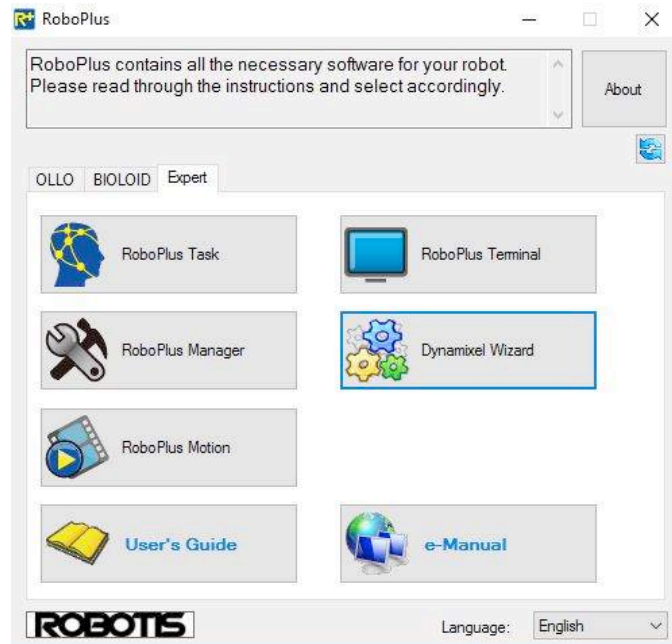 RoboPlus
RoboPlus contains all the necessary software for your robot.
Please read through the instructions and select accordingly.
About
OLLO BIOLOID Expert
RoboPlus Task
RoboPlus Terminal
RoboPlus Manager
Dynamixel Wizard
RoboPlus Motion
User's Guide
e-Manual
ROBOTIS
Language: English